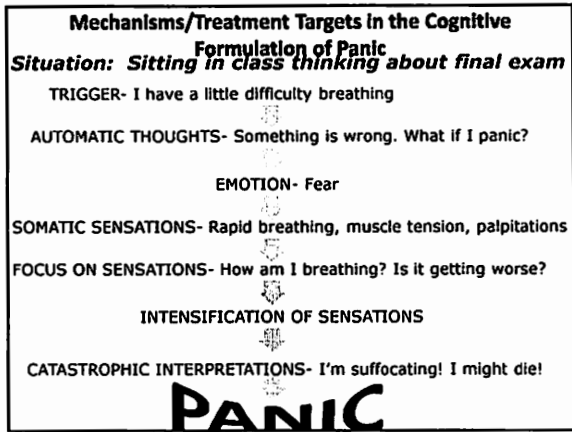 Mechanisms/Treatment Targets in the Cognitive
Formulation of Panic
Situation: Sitting in class thinking about final exam
TRIGGER- I have a little difficulty breathing
AUTOMATIC THOUGHTS- Something is wrong. What if I panic?
EMOTION- Fear
SOMATIC SENSATIONS- Rapid breathing, muscle tension, palpitations
FOCUS ON SENSATIONS- How am I breathing? Is it getting worse?
INTENSIFICATION OF SENSATIONS
CATASTROPHIC INTERPRETATIONS- I'm suffocating! I might die!
PANIC